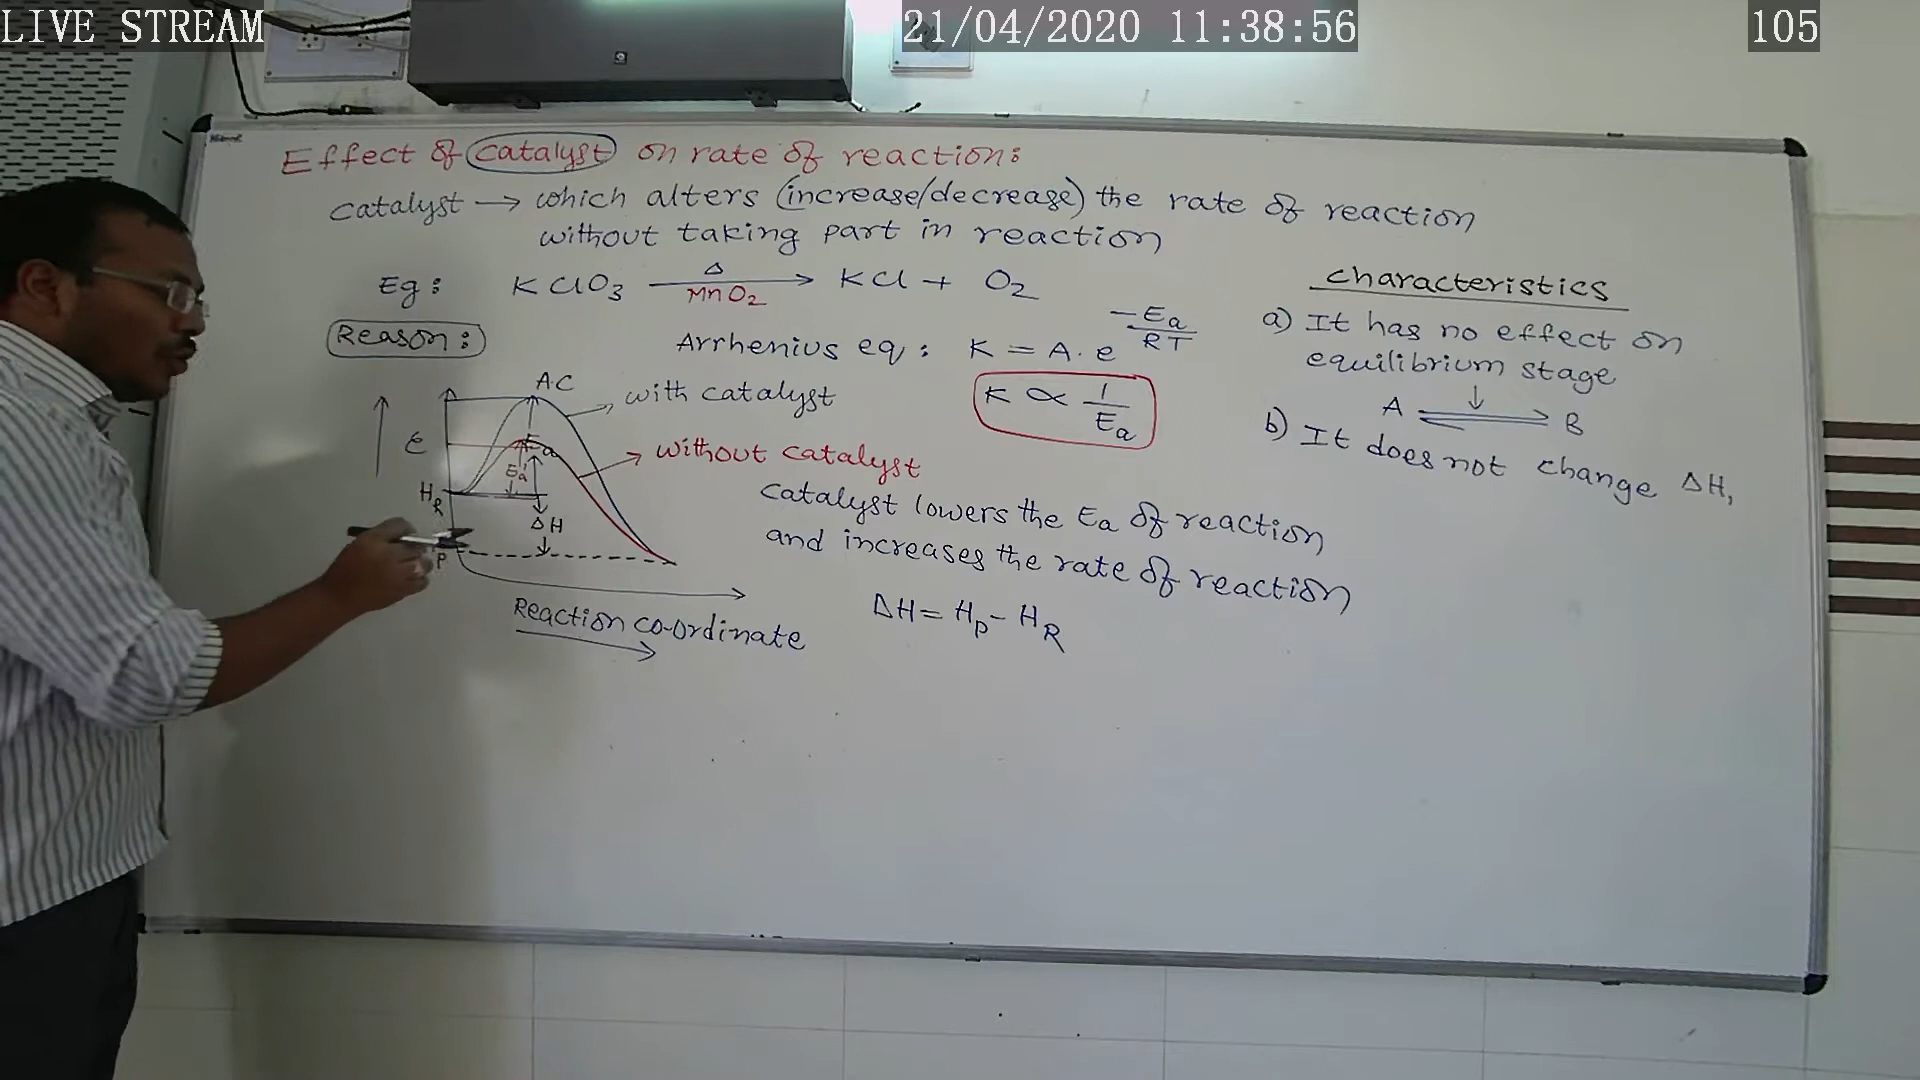 LIVE STREAM
21/04/2020 11:38:56
105
Effect of catalyst on rate of reaction:
catalyst → which alters (increase/decrease) the rate of reaction
without taking part in reaction
Eg: KClO₃ —Δ/MnO₂→ KCl + O₂
Reason:
Arrhenius eq: K = A. e^(-Ea/RT)
K ∝ 1/Ea
A.C
with catalyst
E
Ea
without catalyst
Ea'
H_R
ΔH
P
Reaction co-ordinate
catalyst lowers the Ea of reaction
and increases the rate of reaction
ΔH = H_p - H_R
characteristics
a) It has no effect on
equilibrium stage
↓
A ⇌ B
b) It does not change ΔH,